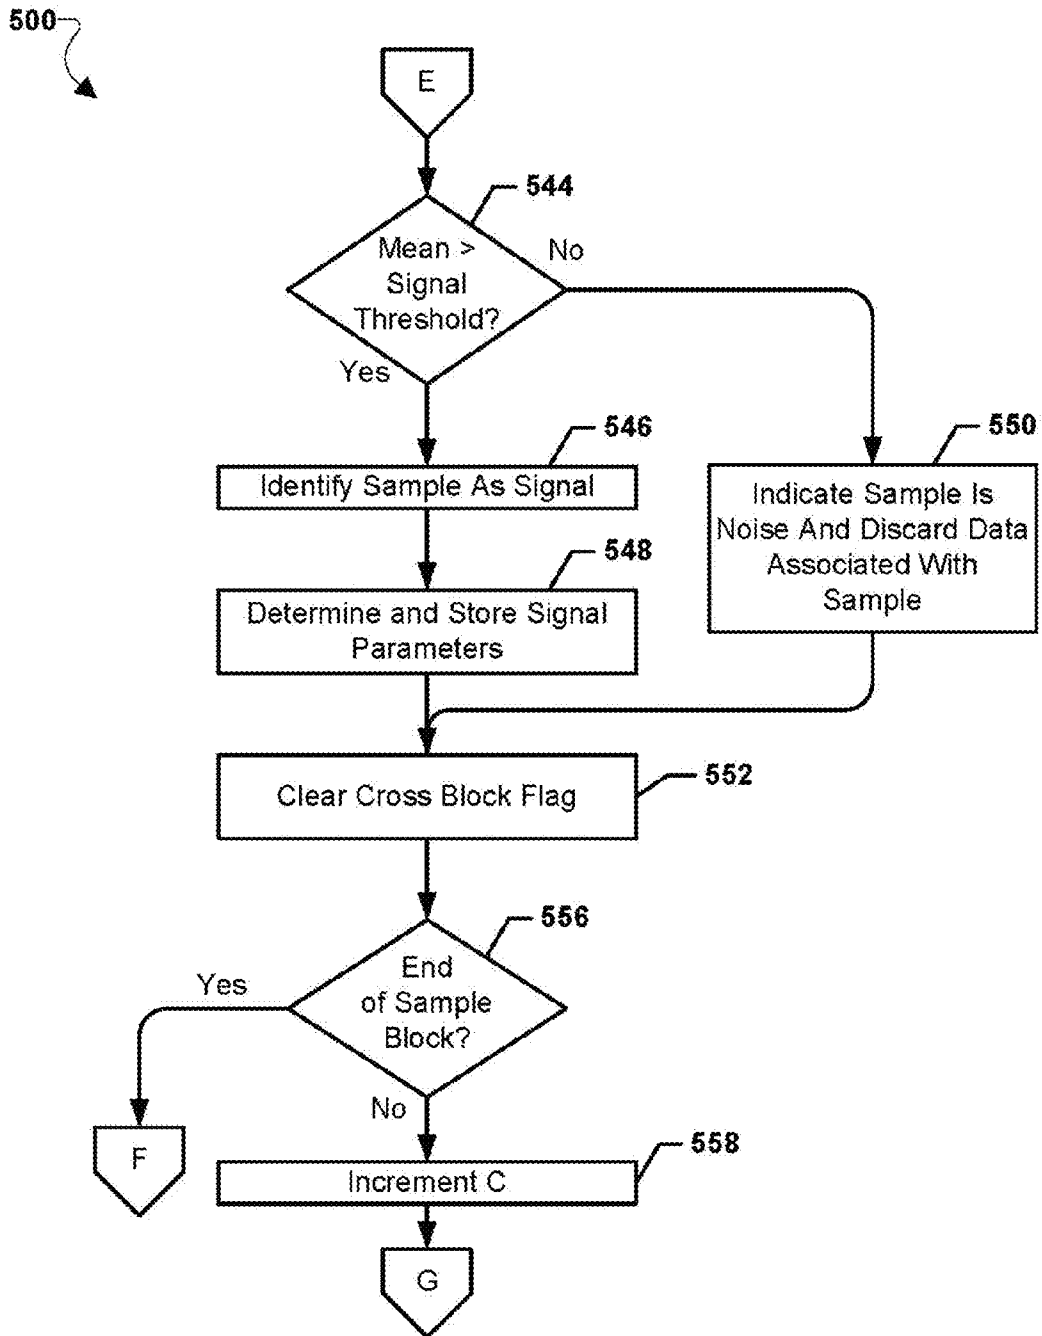 500
E
544
Mean >
Signal
Threshold?
No
Yes
546
Identify Sample As Signal
550
Indicate Sample Is
Noise And Discard Data
Associated With
Sample
548
Determine and Store Signal
Parameters
552
Clear Cross Block Flag
556
End
of Sample
Block?
Yes
No
F
558
Increment C
G